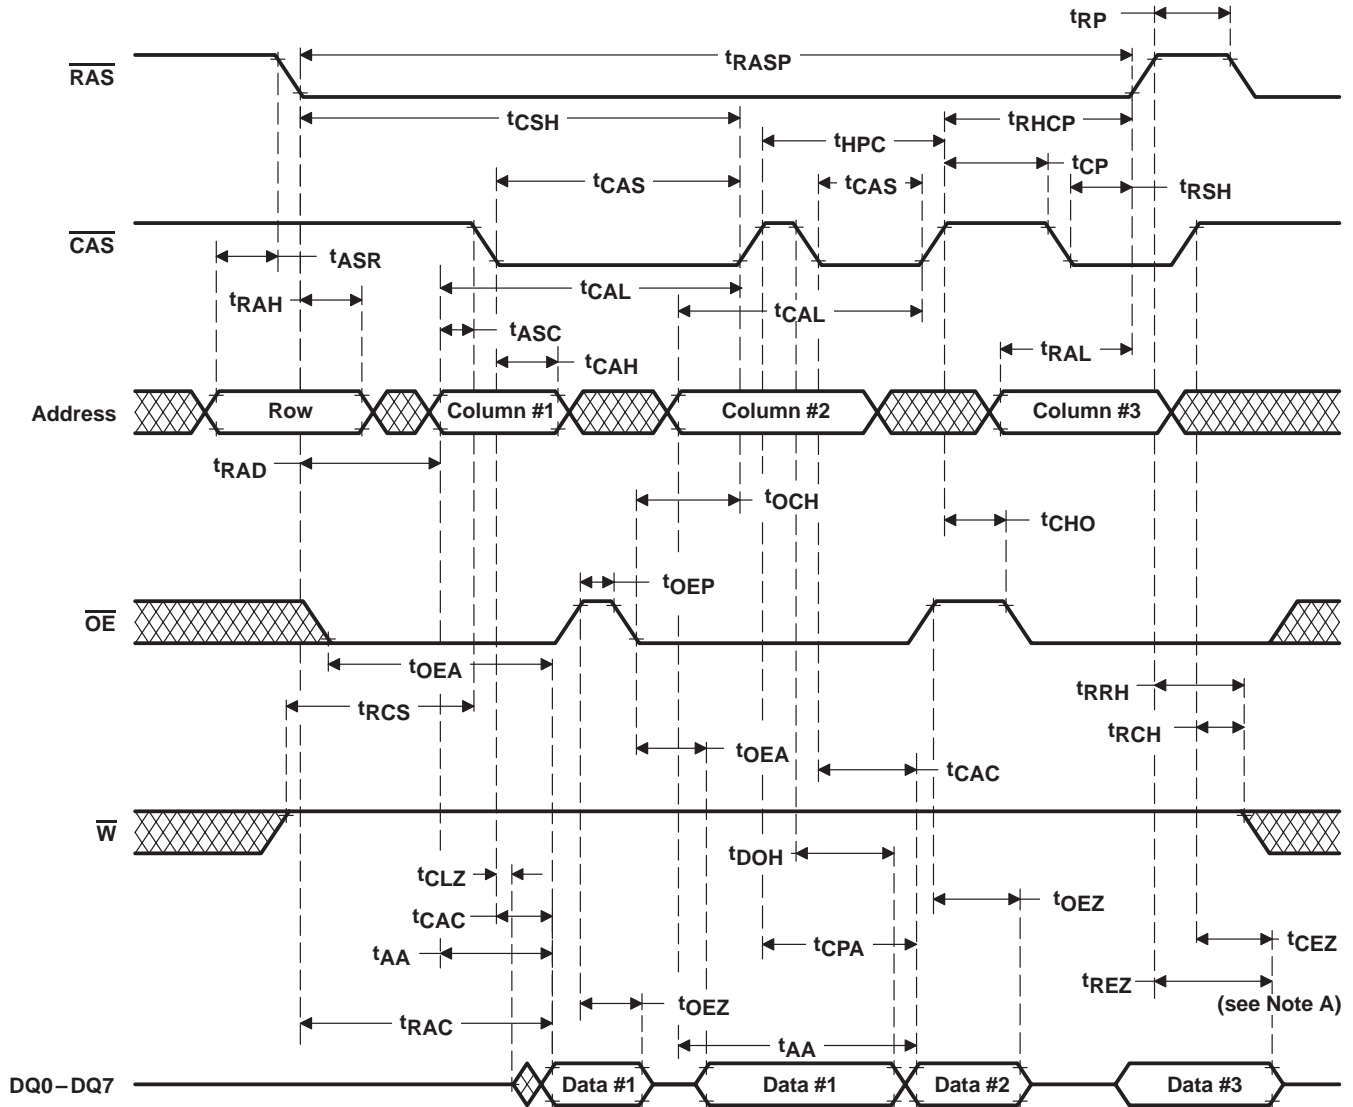 tRP
RAS
tRASP
tCSH
tRHCP
tHPC
tCP
tCAS
tCAS
tRSH
CAS
tASR
tRAH
tCAL
tCAL
tASC
tRAL
tCAH
Address
Row
Column #1
Column #2
Column #3
tRAD
tOCH
tCHO
tOEP
OE
tOEA
tRRH
tRCS
tRCH
tOEA
tCAC
W
tDOH
tCLZ
tOEZ
tCAC
tCPA
tCEZ
tAA
tREZ
(see Note A)
tOEZ
tRAC
tAA
DQ0–DQ7
Data #1
Data #1
Data #2
Data #3